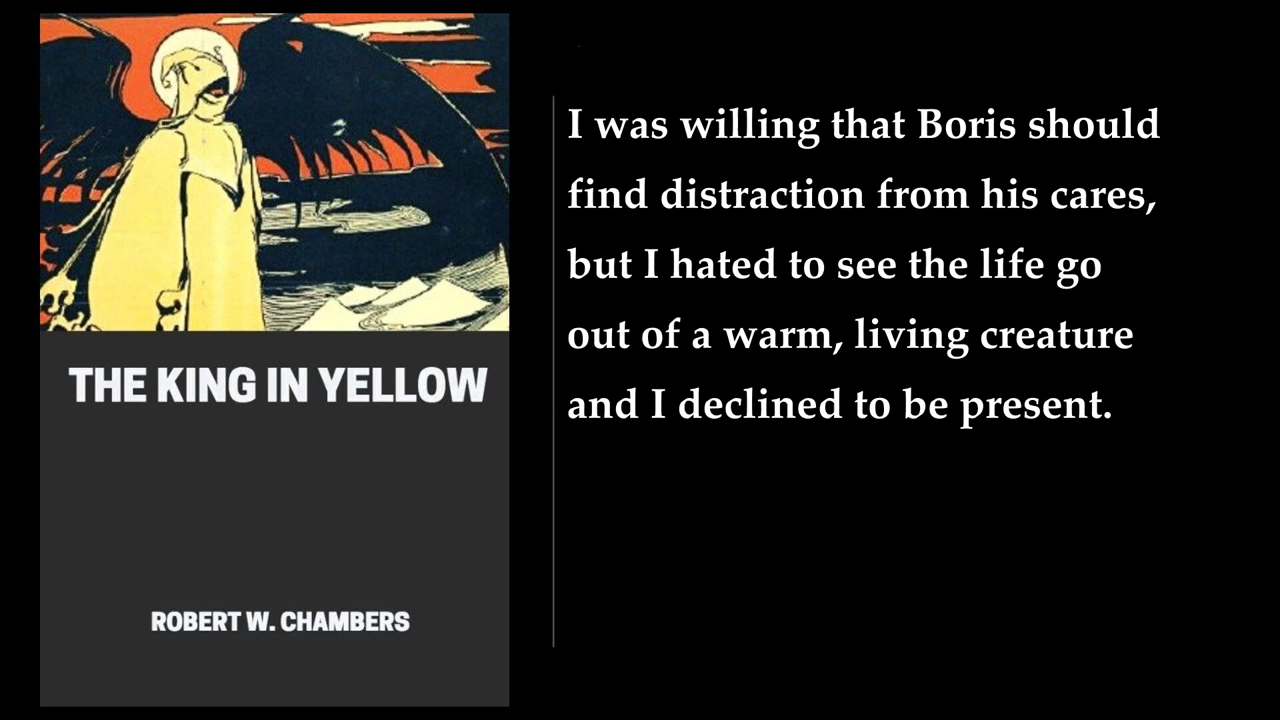 THE KING IN YELLOW
ROBERT W. CHAMBERS
I was willing that Boris should
find distraction from his cares,
but I hated to see the life go
out of a warm, living creature
and I declined to be present.